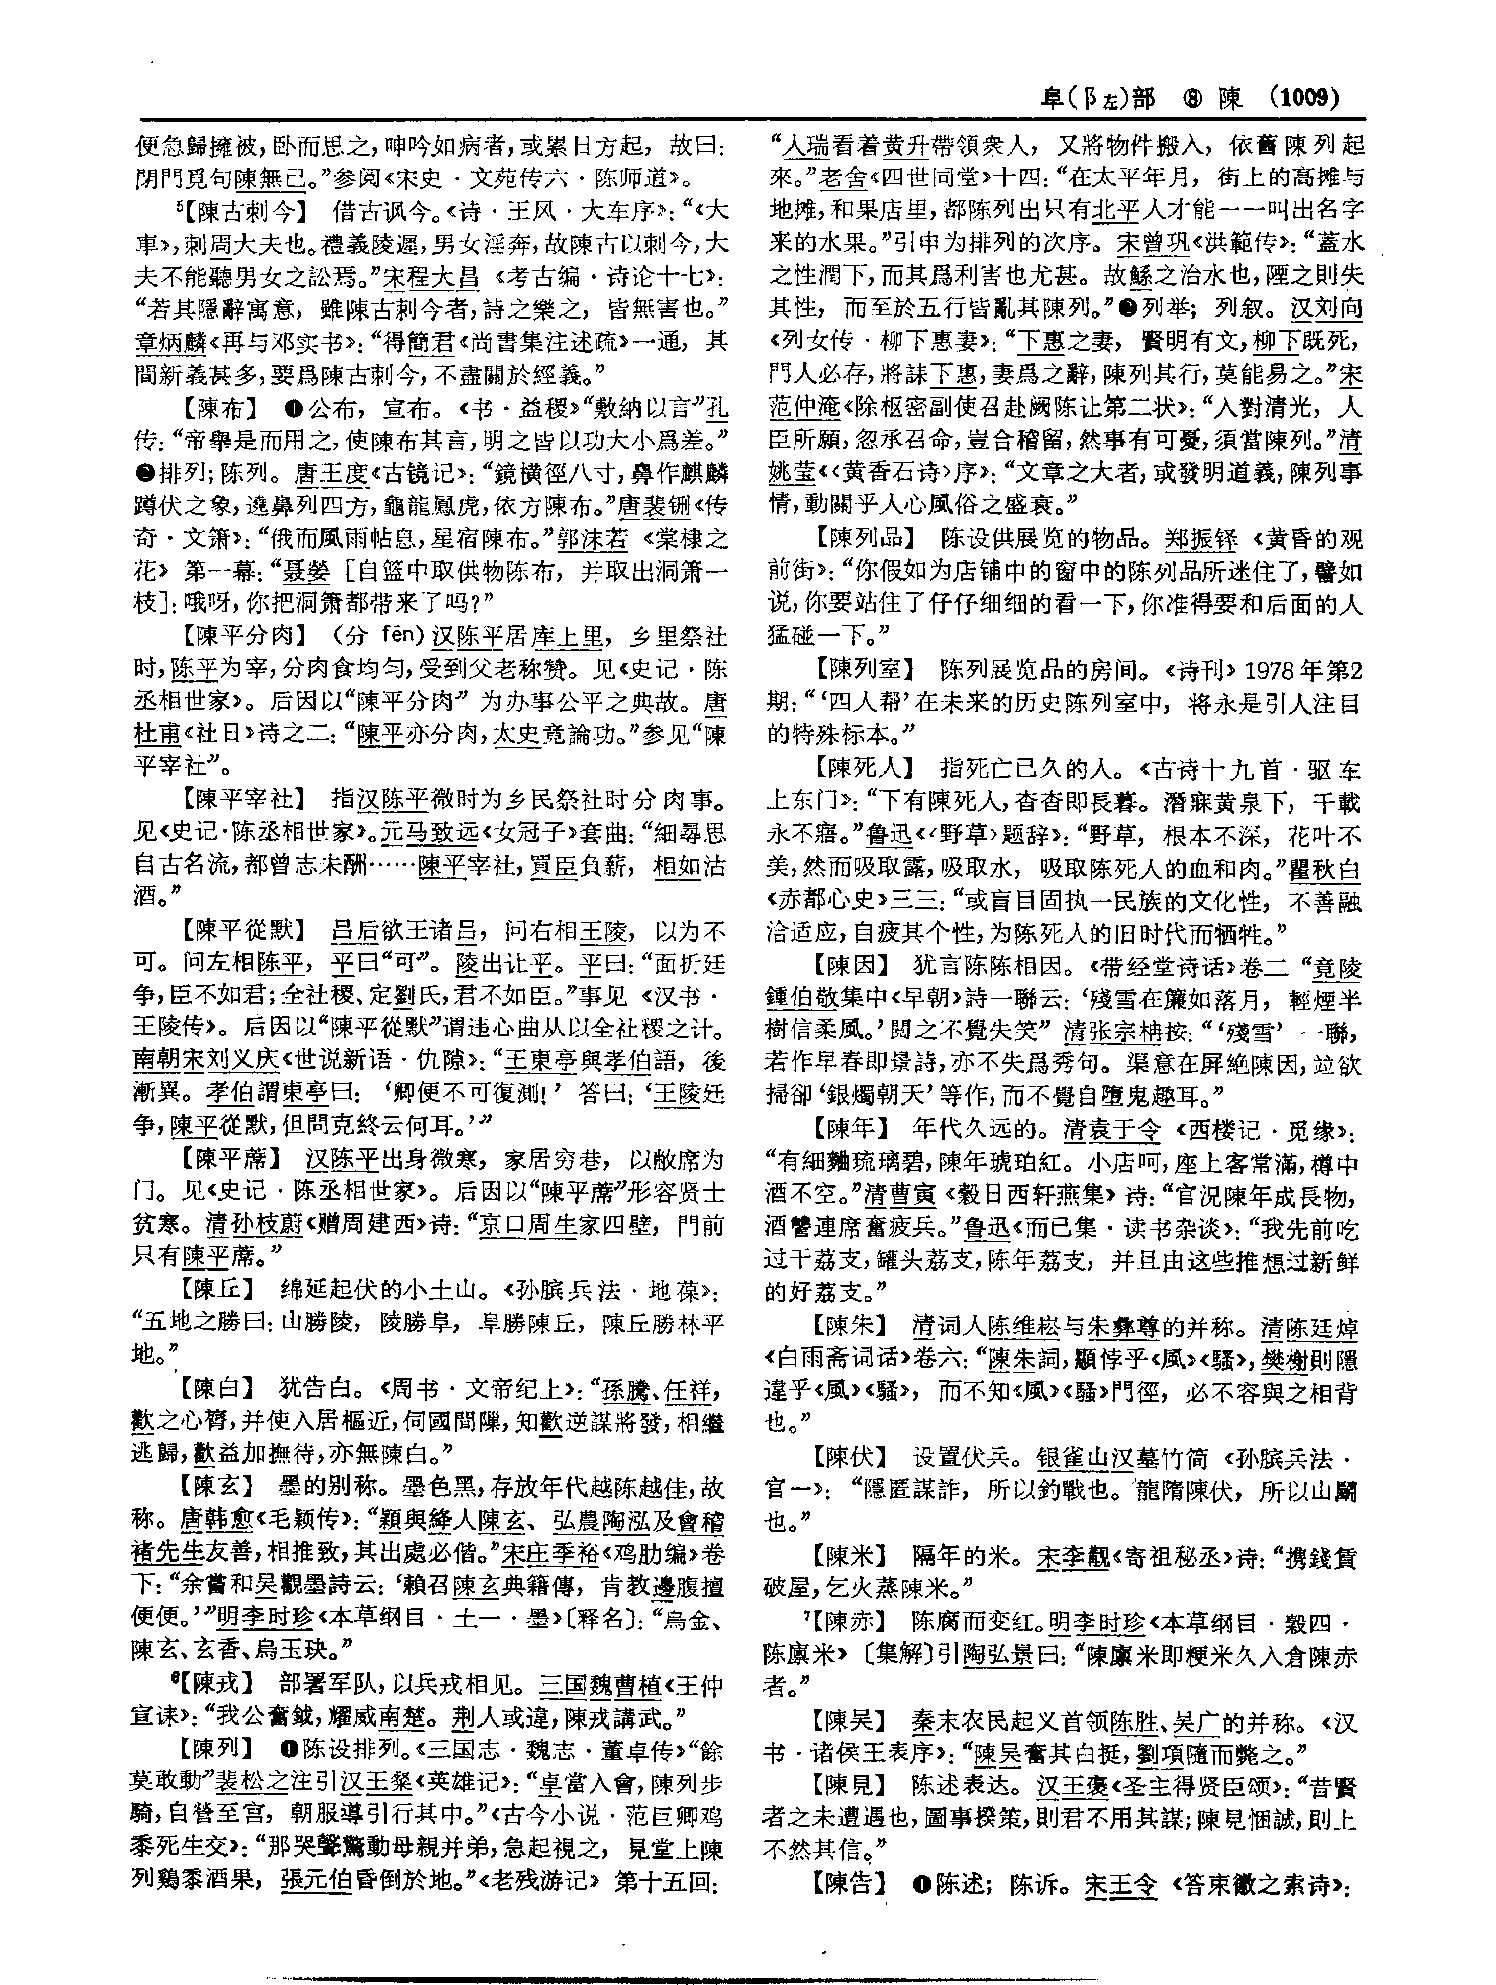 阜(阝左)部 ⑧ 陳 (1009)
便急歸擁被，卧而思之，呻吟如病者，或累日方起，故曰：
閉門覓句陳無己。”参阅《宋史·文苑传六·陈师道》。
⁵【陳古刺今】 借古讽今。《诗·王风·大车序》：“《大
車》，刺周大夫也。禮義陵遲，男女淫奔，故陳古以刺今，大
夫不能聽男女之訟焉。”宋程大昌《考古编·诗论十七》：
“若其隱辭寓意，雖陳古刺今者，詩之樂之，皆無害也。”
章炳麟《再与邓实书》：“得簡君《尚書集注述疏》一通，其
間新義甚多，要爲陳古刺今，不盡關於經義。”
【陳布】 ❶公布，宣布。《书·益稷》“敷納以言”孔
传：“帝舉是而用之，使陳布其言，明之皆以功大小爲差。”
❷排列；陈列。唐王度《古镜记》：“鏡横徑八寸，鼻作麒麟
蹲伏之象，遶鼻列四方，龜龍鳳虎，依方陳布。”唐裴铏《传
奇·文箫》：“俄而風雨帖息，星宿陳布。”郭沫若《棠棣之
花》第一幕：“聂嫈［自篮中取供物陈布，并取出洞箫一
枝］：哦呀，你把洞箫都带来了吗？”
【陳平分肉】 （分 fēn）汉陈平居库上里，乡里祭社
时，陈平为宰，分肉食均匀，受到父老称赞。见《史记·陈
丞相世家》。后因以“陳平分肉”为办事公平之典故。唐
杜甫《社日》诗之二：“陳平亦分肉，太史竟論功。”参见“陳
平宰社”。
【陳平宰社】 指汉陈平微时为乡民祭社时分肉事。
见《史记·陈丞相世家》。元马致远《女冠子》套曲：“細尋思
自古名流，都曾志未酬……陳平宰社，買臣負薪，相如沽
酒。”
【陳平從默】 吕后欲王诸吕，问右相王陵，以为不
可。问左相陈平，平曰“可”。陵出让平。平曰：“面折廷
争，臣不如君；全社稷、定劉氏，君不如臣。”事见《汉书·
王陵传》。后因以“陳平從默”谓违心曲从以全社稷之计。
南朝宋刘义庆《世说新语·仇隙》：“王東亭與孝伯語，後
漸異。孝伯謂東亭曰：‘卿便不可復測！’答曰：‘王陵廷
争，陳平從默，但問克終云何耳。’”
【陳平蓆】 汉陈平出身微寒，家居穷巷，以敝席为
门。见《史记·陈丞相世家》。后因以“陳平蓆”形容贤士
贫寒。清孙枝蔚《赠周建西》诗：“京口周生家四壁，門前
只有陳平蓆。”
【陳丘】 绵延起伏的小土山。《孙膑兵法·地葆》：
“五地之勝曰：山勝陵，陵勝阜，阜勝陳丘，陳丘勝林平
地。”
【陳白】 犹告白。《周书·文帝纪上》：“孫騰、任祥，
歡之心膂，并使入居樞近，伺國間隟，知歡逆謀將發，相繼
逃歸，歡益加撫待，亦無陳白。”
【陳玄】 墨的别称。墨色黑，存放年代越陈越佳，故
称。唐韩愈《毛颖传》：“穎與絳人陳玄、弘農陶泓及會稽
褚先生友善，相推致，其出處必偕。”宋庄季裕《鸡肋编》卷
下：“余嘗和吴觀墨詩云：‘賴召陳玄典籍傳，肯教邊腹擅
便便。’”明李时珍《本草纲目·土一·墨》〔释名〕：“烏金、
陳玄、玄香、烏玉玦。”
⁶【陳戎】 部署军队，以兵戎相见。三国魏曹植《王仲
宣诔》：“我公奮鉞，耀威南楚。荆人或違，陳戎講武。”
【陳列】 ❶陈设排列。《三国志·魏志·董卓传》“餘
莫敢動”裴松之注引汉王粲《英雄记》：“卓當入會，陳列步
騎，自營至宫，朝服導引行其中。”《古今小说·范巨卿鸡
黍死生交》：“那哭聲驚動母親并弟，急起視之，見堂上陳
列鷄黍酒果，張元伯昏倒於地。”《老残游记》第十五回：
“人瑞看着黄升帶領衆人，又將物件搬入，依舊陳列起
來。”老舍《四世同堂》十四：“在太平年月，街上的高摊与
地摊，和果店里，都陈列出只有北平人才能一一叫出名字
来的水果。”引申为排列的次序。宋曾巩《洪範传》：“蓋水
之性潤下，而其爲利害也尤甚。故鯀之治水也，陻之則失
其性，而至於五行皆亂其陳列。”❷列举；列叙。汉刘向
《列女传·柳下惠妻》：“下惠之妻，賢明有文，柳下既死，
門人必存，將誄下惠，妻爲之辭，陳列其行，莫能易之。”宋
范仲淹《除枢密副使召赴阙陈让第二状》：“入對清光，人
臣所願，忽承召命，豈合稽留，然事有可憂，須當陳列。”清
姚莹《〈黄香石诗〉序》：“文章之大者，或發明道義，陳列事
情，動關乎人心風俗之盛衰。”
【陳列品】 陈设供展览的物品。郑振铎《黄昏的观
前街》：“你假如为店铺中的窗中的陈列品所迷住了，譬如
说，你要站住了仔仔细细的看一下，你准得要和后面的人
猛碰一下。”
【陳列室】 陈列展览品的房间。《诗刊》1978年第2
期：“‘四人帮’在未来的历史陈列室中，将永是引人注目
的特殊标本。”
【陳死人】 指死亡已久的人。《古诗十九首·驱车
上东门》：“下有陳死人，杳杳即長暮。潛寐黄泉下，千載
永不寤。”鲁迅《〈野草〉题辞》：“野草，根本不深，花叶不
美，然而吸取露，吸取水，吸取陈死人的血和肉。”瞿秋白
《赤都心史》三三：“或盲目固执一民族的文化性，不善融
洽适应，自疲其个性，为陈死人的旧时代而牺牲。”
【陳因】 犹言陈陈相因。《带经堂诗话》卷二“竟陵
鍾伯敬集中《早朝》詩一聯云：‘殘雪在簾如落月，輕煙半
樹信柔風。’閲之不覺失笑”清张宗柟按：“‘殘雪’一聯，
若作早春即景詩，亦不失爲秀句。渠意在屏絶陳因，竝欲
掃卻‘銀燭朝天’等作，而不覺自墮鬼趣耳。”
【陳年】 年代久远的。清袁于令《西楼记·觅缘》：
“有細麯琉璃碧，陳年琥珀紅。小店呵，座上客常滿，樽中
酒不空。”清曹寅《穀日西轩燕集》诗：“官况陳年成長物，
酒讐連席奮疲兵。”鲁迅《而已集·读书杂谈》：“我先前吃
过干荔支，罐头荔支，陈年荔支，并且由这些推想过新鲜
的好荔支。”
【陳朱】 清词人陈维崧与朱彝尊的并称。清陈廷焯
《白雨斋词话》卷六：“陳朱詞，顯悖乎《風》《騷》，樊榭則隱
違乎《風》《騷》，而不知《風》《騷》門徑，必不容與之相背
也。”
【陳伏】 设置伏兵。银雀山汉墓竹简《孙膑兵法·
官一》：“隱匿謀詐，所以釣戰也。龍隋陳伏，所以山鬭
也。”
【陳米】 隔年的米。宋李觏《寄祖秘丞》诗：“携錢賃
破屋，乞火蒸陳米。”
⁷【陳赤】 陈腐而变红。明李时珍《本草纲目·穀四·
陈廪米》〔集解〕引陶弘景曰：“陳廪米即粳米久入倉陳赤
者。”
【陳吴】 秦末农民起义首领陈胜、吴广的并称。《汉
书·诸侯王表序》：“陳吴奮其白挺，劉項隨而斃之。”
【陳見】 陈述表达。汉王褒《圣主得贤臣颂》：“昔賢
者之未遭遇也，圖事揆策，則君不用其謀；陳見悃誠，則上
不然其信。”
【陳告】 ❶陈述；陈诉。宋王令《答束徽之索诗》：